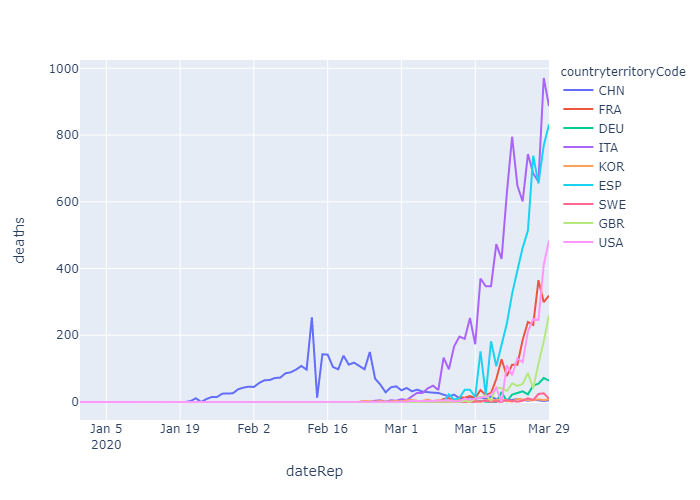 countryterritoryCode
CHN
FRA
DEU
ITA
KOR
ESP
SWE
GBR
USA
deaths
1000
800
600
400
200
0
Jan 5
2020
Jan 19
Feb 2
Feb 16
Mar 1
Mar 15
Mar 29
dateRep